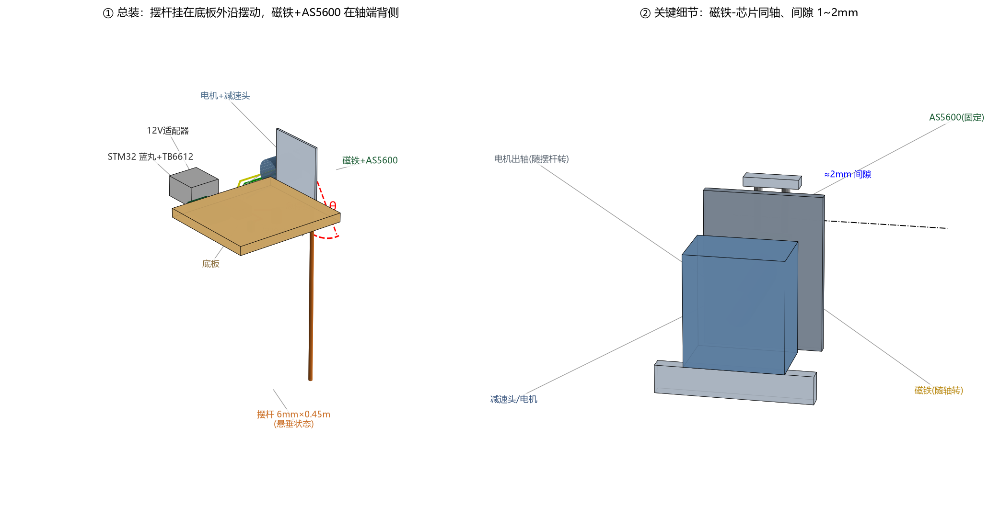 ① 总装：摆杆挂在底板外沿摆动，磁铁+AS5600 在轴端背侧
电机+减速头
12V适配器
STM32 蓝丸+TB6612
磁铁+AS5600
θ
底板
摆杆 6mm×0.45m
(悬垂状态)
② 关键细节：磁铁-芯片同轴、间隙 1~2mm
AS5600(固定)
电机出轴(随摆杆转)
≈2mm 间隙
减速头/电机
磁铁(随轴转)